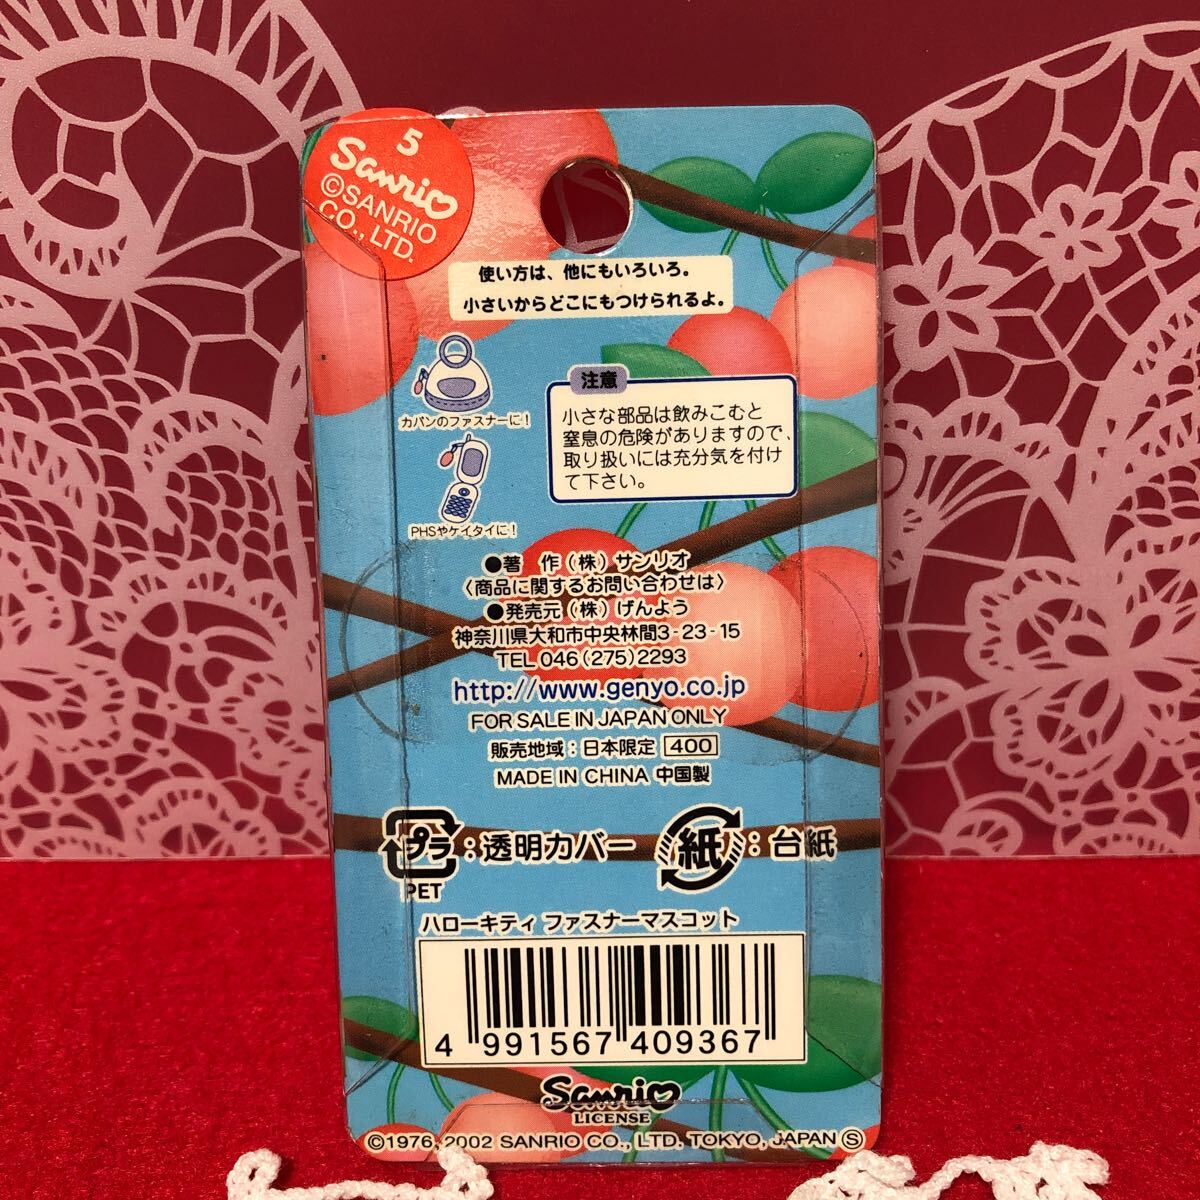 5
Sanrio
©SANRIO
CO., LTD.
使い方は、他にもいろいろ。
小さいからどこにもつけられるよ。
カバンのファスナーに!
PHSやケイタイに!
注意
小さな部品は飲みこむと
窒息の危険がありますので、
取り扱いには充分気を付け
て下さい。
●著 作(株)サンリオ
〈商品に関するお問い合わせは〉
●発売元(株)げんよう
神奈川県大和市中央林間3-23-15
TEL 046(275)2293
http://www.genyo.co.jp
FOR SALE IN JAPAN ONLY
販売地域:日本限定 400
MADE IN CHINA 中国製
プラ:透明カバー 紙:台紙
PET
ハローキティ ファスナーマスコット
4 991567 409367
Sanrio
LICENSE
©1976, 2002 SANRIO CO., LTD. TOKYO, JAPAN Ⓢ